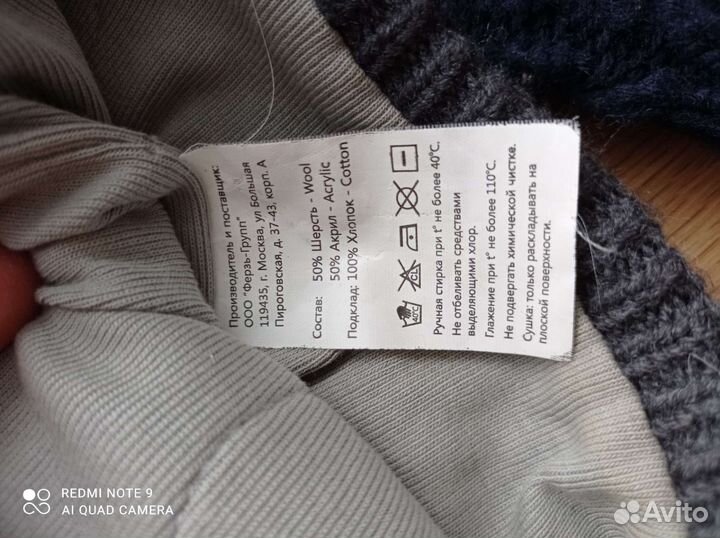 Производитель и поставщик:
ООО "Ферзь-Групп"
119435, г. Москва, ул Большая
Пироговская, д. 37-43, корп. А
Состав: 50% Шерсть - Wool
50% Акрил - Acrylic
Подклад: 100% Хлопок - Cotton
40°C CL
Ручная стирка при t° не более 40°C.
Не отбеливать средствами
выделяющими хлор.
Глажение при t° не более 110°C.
Не подвергать химической чистке.
Сушка: только раскладывать на
плоской поверхности.
REDMI NOTE 9
AI QUAD CAMERA
Avito